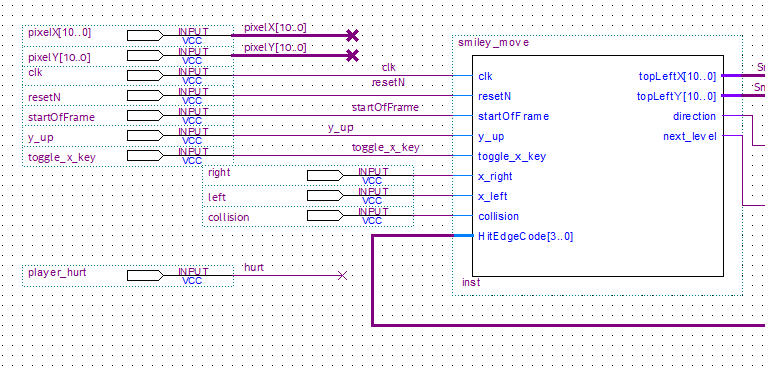 pixelX[10..0] INPUT VCC pixelX[10..0]
pixelY[10..0] INPUT VCC pixelY[10..0]
smiley_move
clk INPUT VCC clk clk topLeftX[10..0] Sn
resetN INPUT VCC resetN resetN topLeftY[10..0] Sn
startOfFrame INPUT VCC startOfFrame startOfFrame direction
y_up INPUT VCC y_up y_up next_level
toggle_x_key INPUT VCC toggle_x_key toggle_x_key
right INPUT VCC x_right
left INPUT VCC x_left
collision INPUT VCC collision
HitEdgeCode[3..0]
player_hurt INPUT VCC hurt
inst